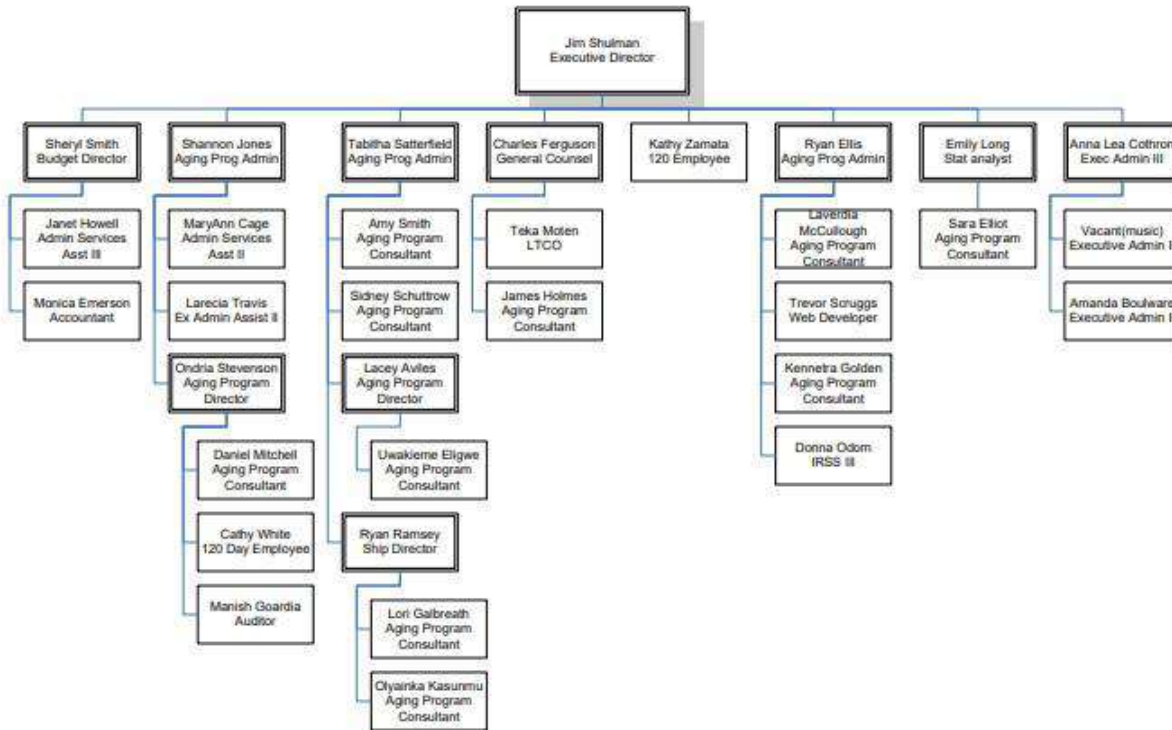 Jim Shulman
Executive Director
Sheryl Smith
Budget Director
Shannon Jones
Aging Prog Admin
Tabitha Satterfield
Aging Prog Admin
Charles Ferguson
General Counsel
Kathy Zamata
120 Employee
Ryan Ellis
Aging Prog Admin
Emily Long
Stat analyst
Anna Lea Cothron
Exec Admin III
Janet Howell
Admin Services
Asst III
MaryAnn Cage
Admin Services
Asst II
Amy Smith
Aging Program
Consultant
Teka Moten
LTCO
Laverdia
McCullough
Aging Program
Consultant
Sara Elliot
Aging Program
Consultant
Vacant(music)
Executive Admin
Monica Emerson
Accountant
Larecia Travis
Ex Admin Assist II
Sidney Schuttrow
Aging Program
Consultant
James Holmes
Aging Program
Consultant
Trevor Scruggs
Web Developer
Amanda Boulware
Executive Admin
Ondria Stevenson
Aging Program
Director
Lacey Aviles
Aging Program
Director
Kennetra Golden
Aging Program
Consultant
Daniel Mitchell
Aging Program
Consultant
Uwakieme Eligwe
Aging Program
Consultant
Donna Odom
IRSS III
Cathy White
120 Day Employee
Ryan Ramsey
Ship Director
Manish Goardia
Auditor
Lori Galbreath
Aging Program
Consultant
Olyainka Kasunmu
Aging Program
Consultant